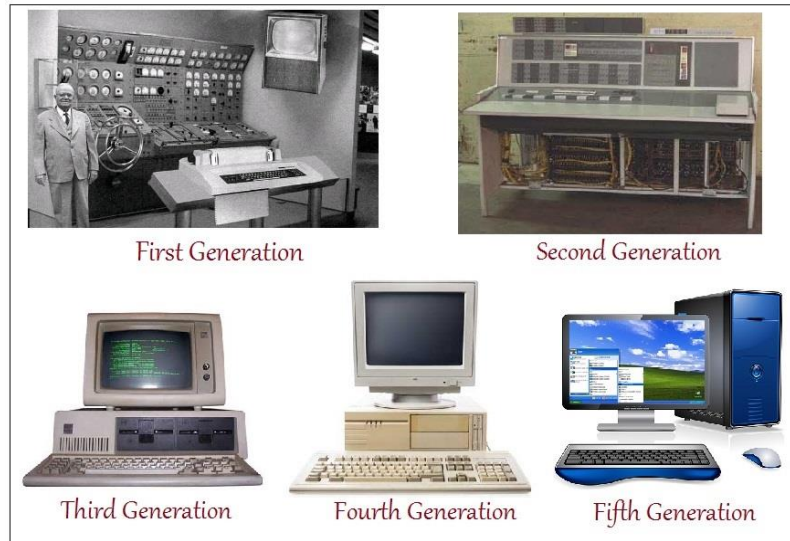 First Generation
Second Generation
Third Generation
Fourth Generation
Fifth Generation